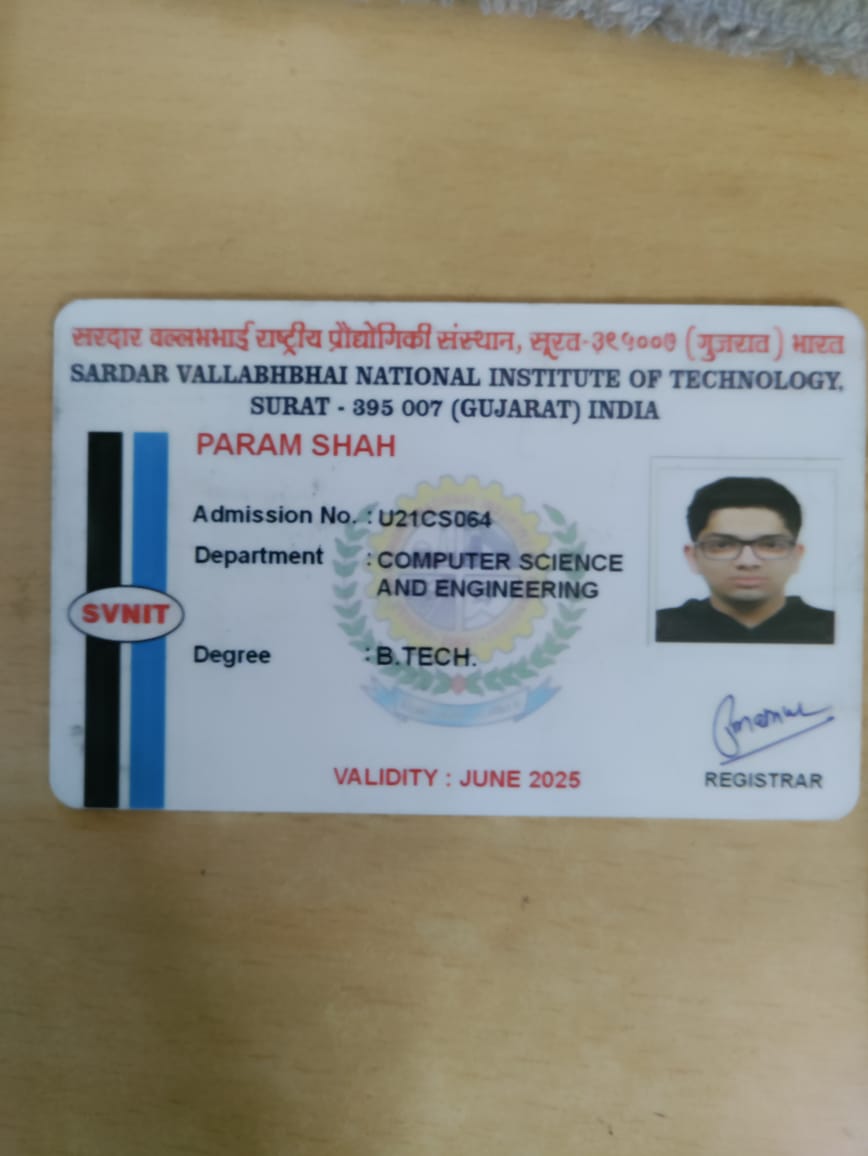 सरदार वल्लभभाई राष्ट्रीय प्रौद्योगिकी संस्थान, सूरत-३९५००७ (गुजरात) भारत
SARDAR VALLABHBHAI NATIONAL INSTITUTE OF TECHNOLOGY,
SURAT - 395 007 (GUJARAT) INDIA
PARAM SHAH
Admission No. : U21CS064
Department : COMPUTER SCIENCE
AND ENGINEERING
SVNIT
Degree : B.TECH.
VALIDITY : JUNE 2025
REGISTRAR